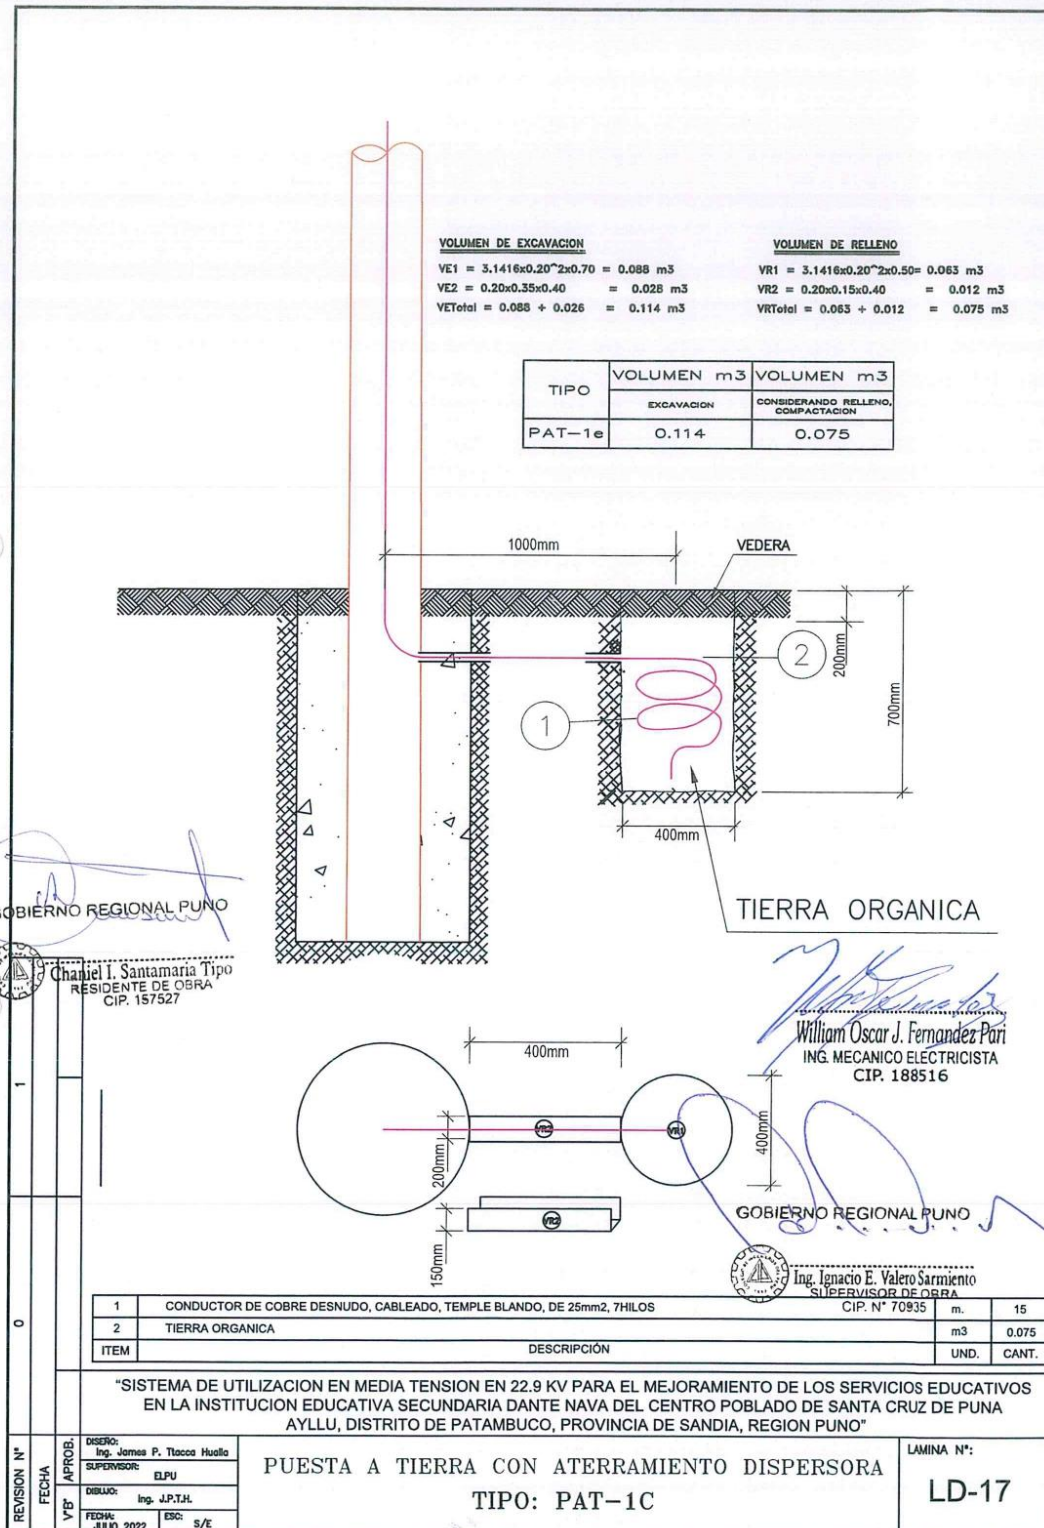 VOLUMEN DE EXCAVACION
VE1 = 3.1416x0.20^2x0.70 = 0.088 m3
VE2 = 0.20x0.35x0.40 = 0.028 m3
VETotal = 0.088 + 0.026 = 0.114 m3
VOLUMEN DE RELLENO
VR1 = 3.1416x0.20^2x0.50= 0.063 m3
VR2 = 0.20x0.15x0.40 = 0.012 m3
VRTotal = 0.063 + 0.012 = 0.075 m3
TIPO
VOLUMEN m3
VOLUMEN m3
EXCAVACION
CONSIDERANDO RELLENO,
COMPACTACION
PAT-1e
0.114
0.075
1000mm
VEDERA
2
200mm
700mm
1
400mm
TIERRA ORGANICA
GOBIERNO REGIONAL PUNO
Chaniel I. Santamaría Tipo
RESIDENTE DE OBRA
CIP. 157527
William Oscar J. Fernandez Pari
ING. MECANICO ELECTRICISTA
CIP. 188516
400mm
VR2
VR1
200mm
400mm
VR2
150mm
GOBIERNO REGIONAL PUNO
Ing. Ignacio E. Valero Sarmiento
SUPERVISOR DE OBRA
CIP. N° 70935
1 CONDUCTOR DE COBRE DESNUDO, CABLEADO, TEMPLE BLANDO, DE 25mm2, 7HILOS m. 15
2 TIERRA ORGANICA m3 0.075
ITEM DESCRIPCIÓN UND. CANT.
"SISTEMA DE UTILIZACION EN MEDIA TENSION EN 22.9 KV PARA EL MEJORAMIENTO DE LOS SERVICIOS EDUCATIVOS
EN LA INSTITUCION EDUCATIVA SECUNDARIA DANTE NAVA DEL CENTRO POBLADO DE SANTA CRUZ DE PUNA
AYLLU, DISTRITO DE PATAMBUCO, PROVINCIA DE SANDIA, REGION PUNO"
1
0
REVISION N°
FECHA
V°B° APROB.
DISEÑO:
Ing. James P. Ttacca Hualla
SUPERVISOR:
ELPU
DIBUJO:
Ing. J.P.T.H.
FECHA:
JULIO 2022
ESC:
S/E
PUESTA A TIERRA CON ATERRAMIENTO DISPERSORA
TIPO: PAT-1C
LAMINA N°:
LD-17